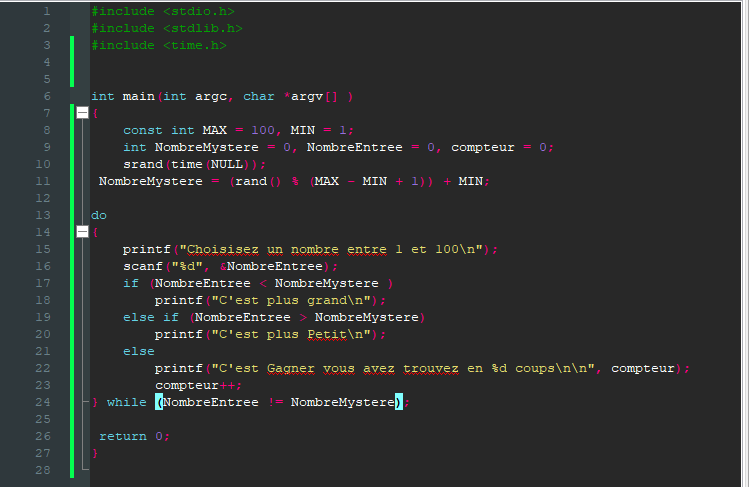 1 #include <stdio.h>
2 #include <stdlib.h>
3 #include <time.h>
4
5
6 int main(int argc, char *argv[] )
7 {
8     const int MAX = 100, MIN = 1;
9     int NombreMystere = 0, NombreEntree = 0, compteur = 0;
10     srand(time(NULL));
11  NombreMystere = (rand() % (MAX - MIN + 1)) + MIN;
12
13 do
14 {
15     printf("Choisisez un nombre entre 1 et 100\n");
16     scanf("%d", &NombreEntree);
17     if (NombreEntree < NombreMystere )
18         printf("C'est plus grand\n");
19     else if (NombreEntree > NombreMystere)
20         printf("C'est plus Petit\n");
21     else
22         printf("C'est Gagner vous avez trouvez en %d coups\n\n", compteur);
23         compteur++;
24 } while (NombreEntree != NombreMystere);
25
26  return 0;
27 }
28